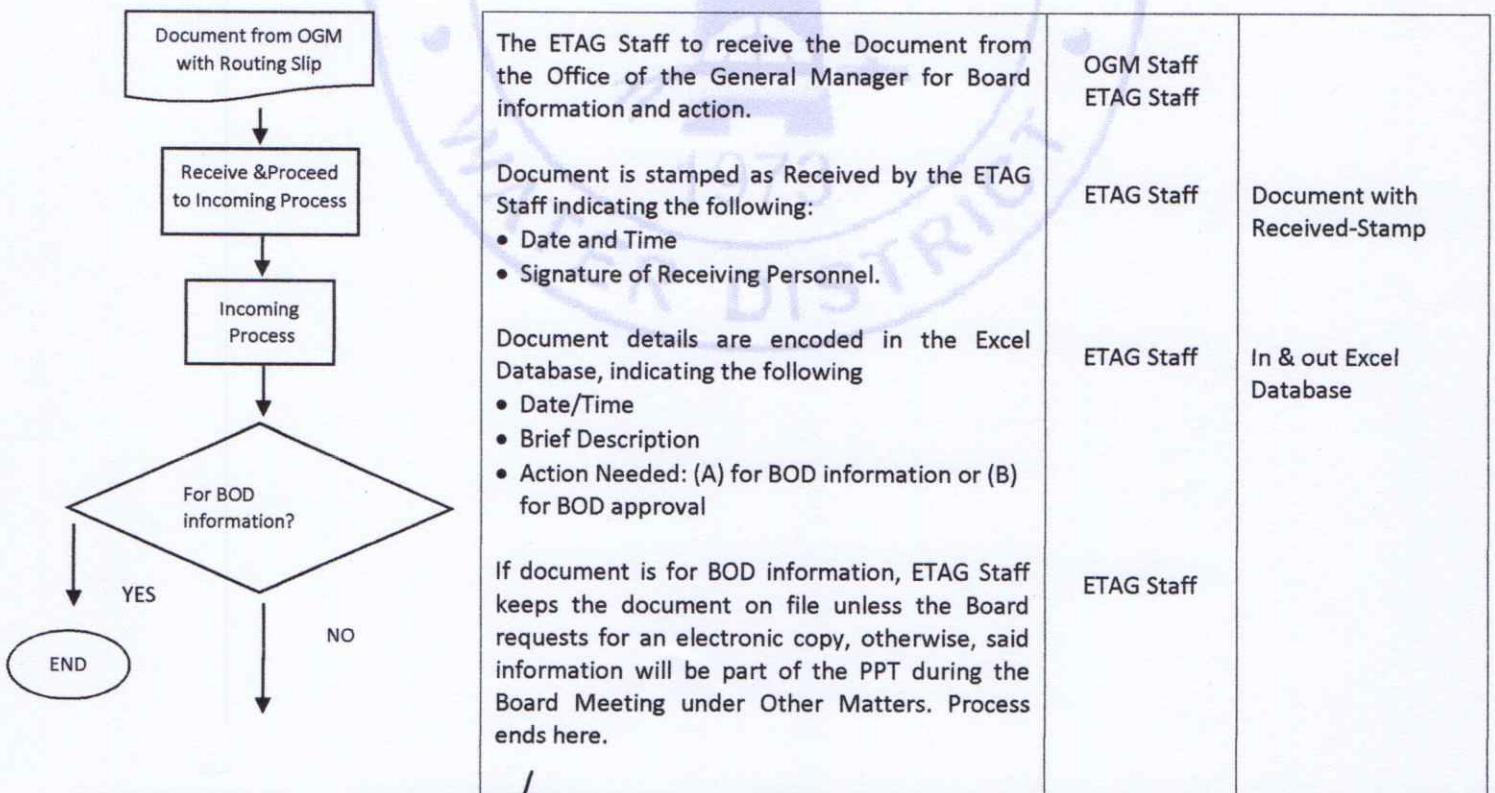 Document from OGM
with Routing Slip
Receive &Proceed
to Incoming Process
Incoming
Process
For BOD
information?
YES
NO
END
The ETAG Staff to receive the Document from
the Office of the General Manager for Board
information and action.
Document is stamped as Received by the ETAG
Staff indicating the following:
• Date and Time
• Signature of Receiving Personnel.
Document details are encoded in the Excel
Database, indicating the following
• Date/Time
• Brief Description
• Action Needed: (A) for BOD information or (B)
for BOD approval
If document is for BOD information, ETAG Staff
keeps the document on file unless the Board
requests for an electronic copy, otherwise, said
information will be part of the PPT during the
Board Meeting under Other Matters. Process
ends here.
OGM Staff
ETAG Staff
ETAG Staff
ETAG Staff
ETAG Staff
Document with
Received-Stamp
In & out Excel
Database
1973
WATER DISTRICT